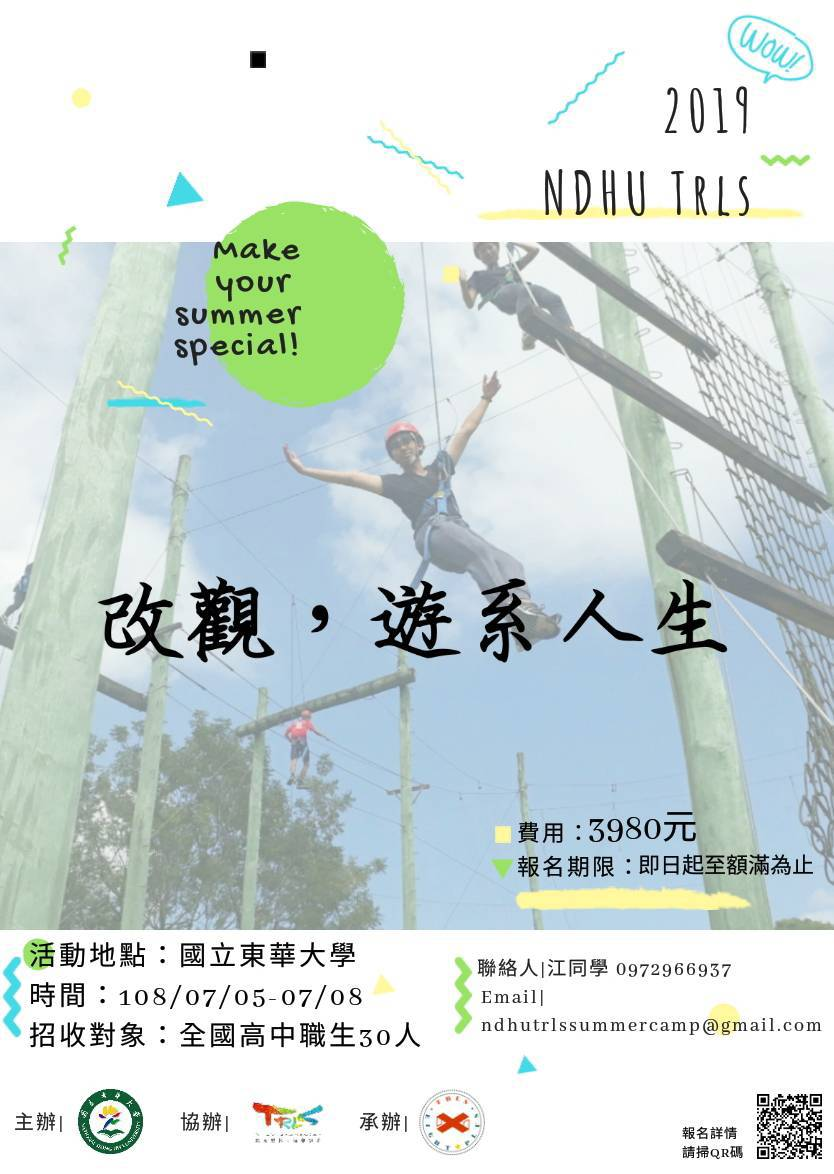 WOW!
2019
NDHU TRLS
Make
your
summer
special!
改觀，遊系人生
費用：3980元
報名期限：即日起至額滿為止
活動地點：國立東華大學
時間：108/07/05-07/08
招收對象：全國高中職生30人
聯絡人|江同學 0972966937
Email|
ndhutrlssummercamp@gmail.com
主辦|
協辦|
TRLS
承辦|
報名詳情
請掃QR碼